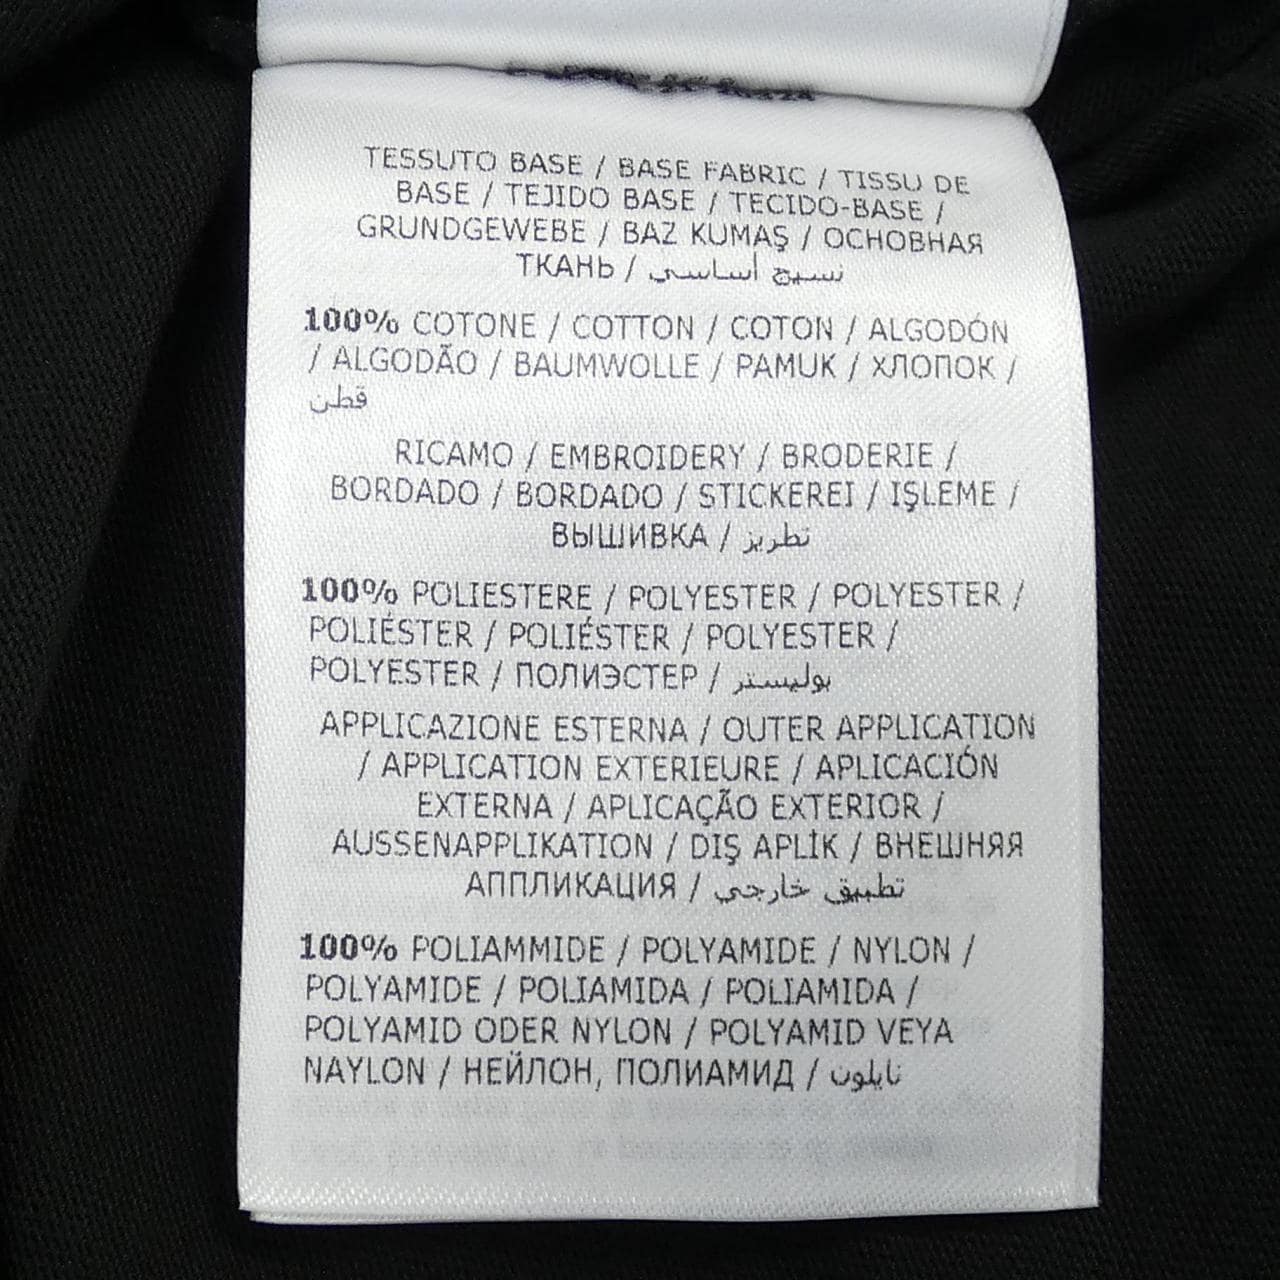 TESSUTO BASE / BASE FABRIC / TISSU DE
BASE / TEJIDO BASE / TECIDO-BASE /
GRUNDGEWEBE / BAZ KUMAŞ / ОСНОВНАЯ
ТКАНЬ / نسيج أساسي
100% COTONE / COTTON / COTON / ALGODÓN
/ ALGODÃO / BAUMWOLLE / PAMUK / ХЛОПОК /
قطن
RICAMO / EMBROIDERY / BRODERIE /
BORDADO / BORDADO / STICKEREI / IŞLEME /
ВЫШИВКА / تطريز
100% POLIESTERE / POLYESTER / POLYESTER /
POLIÉSTER / POLIÉSTER / POLYESTER /
POLYESTER / ПОЛИЭСТЕР / بوليستر
APPLICAZIONE ESTERNA / OUTER APPLICATION
/ APPLICATION EXTERIEURE / APLICACIÓN
EXTERNA / APLICAÇÃO EXTERIOR /
AUSSENAPPLIKATION / DIŞ APLİK / ВНЕШНЯЯ
АППЛИКАЦИЯ / تطبيق خارجي
100% POLIAMMIDE / POLYAMIDE / NYLON /
POLYAMIDE / POLIAMIDA / POLIAMIDA /
POLYAMID ODER NYLON / POLYAMID VEYA
NAYLON / НЕЙЛОН, ПОЛИАМИД / نايلون